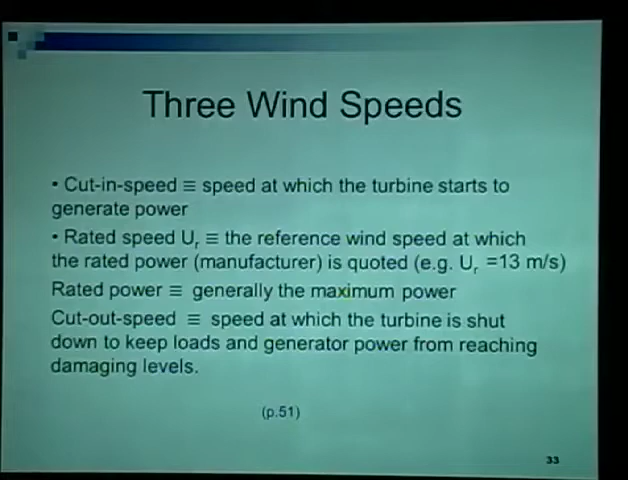 Three Wind Speeds
• Cut-in-speed ≡ speed at which the turbine starts to
generate power
• Rated speed Uᵣ ≡ the reference wind speed at which
the rated power (manufacturer) is quoted (e.g. Uᵣ =13 m/s)
Rated power ≡ generally the maximum power
Cut-out-speed ≡ speed at which the turbine is shut
down to keep loads and generator power from reaching
damaging levels.
(p.51)
33